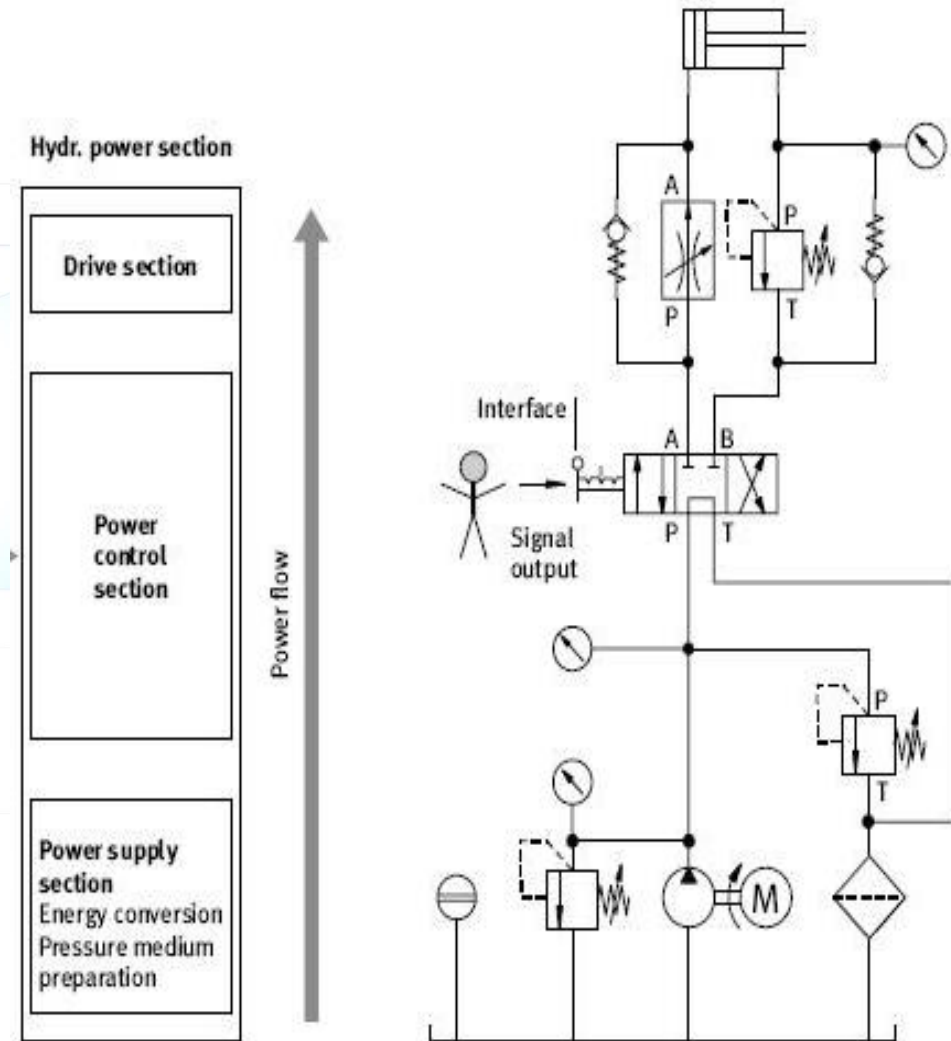 Hydr. power section
Drive section
Power
control
section
Power supply
section
Energy conversion
Pressure medium
preparation
Power flow
A
P
P
T
Interface
A B
Signal
output
P T
P
T
M